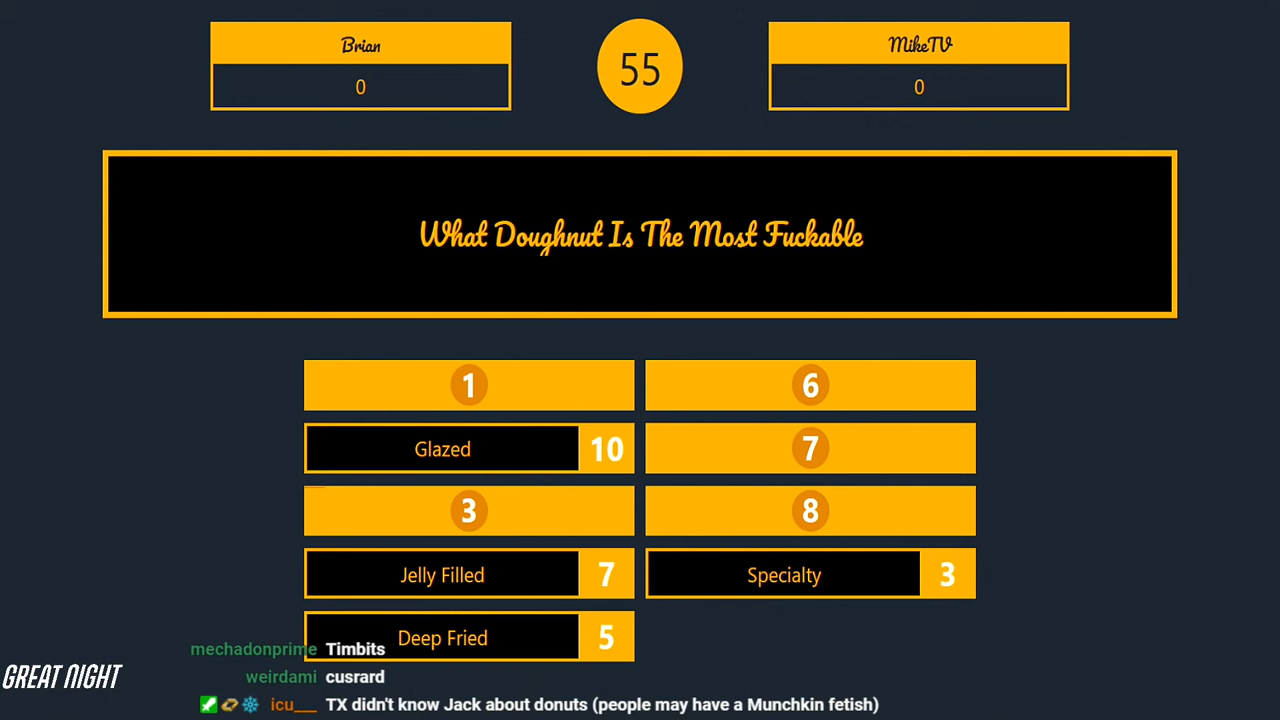 Brian
0
55
MikeTV
0
What Doughnut Is The Most Fuckable
1
Glazed 10
3
Jelly Filled 7
Deep Fried 5
6
7
8
Specialty 3
mechadonprime Timbits
weirdami cusrard
icu___ TX didn't know Jack about donuts (people may have a Munchkin fetish)
GREAT NIGHT